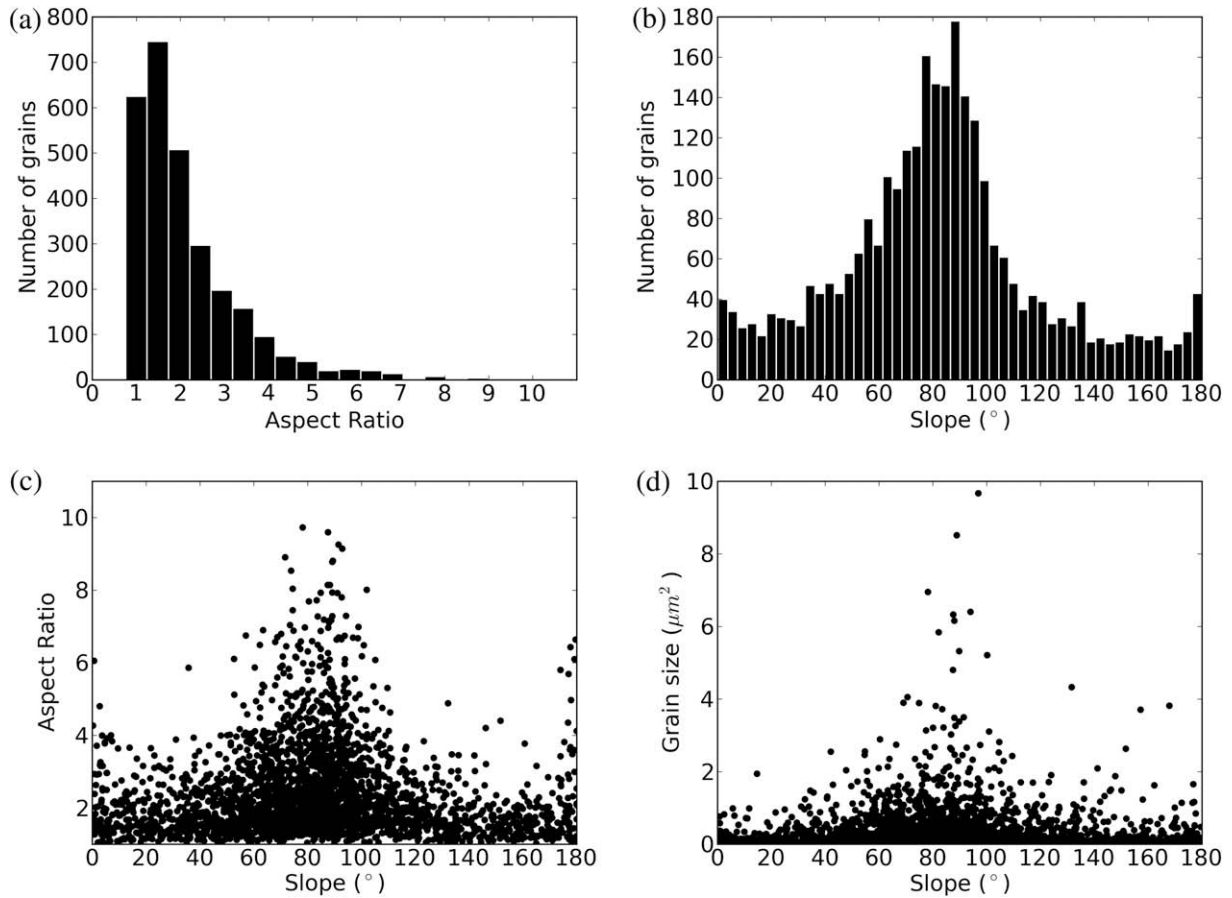 (a)
800
700
600
500
400
300
200
100
0
Number of grains
0 1 2 3 4 5 6 7 8 9 10
Aspect Ratio
(b)
180
160
140
120
100
80
60
40
20
0
Number of grains
0 20 40 60 80 100 120 140 160 180
Slope (°)
(c)
10
8
6
4
2
Aspect Ratio
0 20 40 60 80 100 120 140 160 180
Slope (°)
(d)
10
8
6
4
2
0
Grain size (μm²)
0 20 40 60 80 100 120 140 160 180
Slope (°)